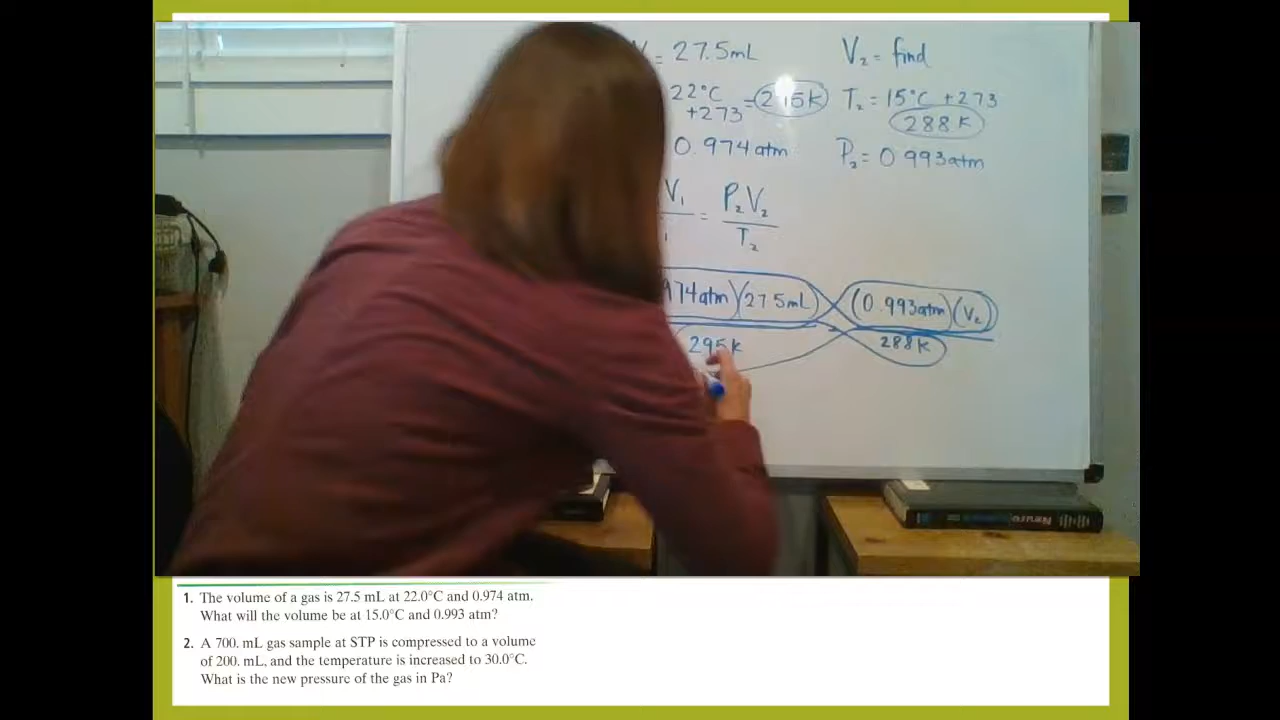 = 27.5mL V₂ = find
22°C +273 = 295K T₂ = 15°C +273
288 K
0.974atm P₂ = 0.993atm
V₁ = P₂V₂
T₂
974atm)(27.5mL) (0.993atm)(V₂)
295K 288K
Neuro
1. The volume of a gas is 27.5 mL at 22.0°C and 0.974 atm.
What will the volume be at 15.0°C and 0.993 atm?
2. A 700. mL gas sample at STP is compressed to a volume
of 200. mL, and the temperature is increased to 30.0°C.
What is the new pressure of the gas in Pa?